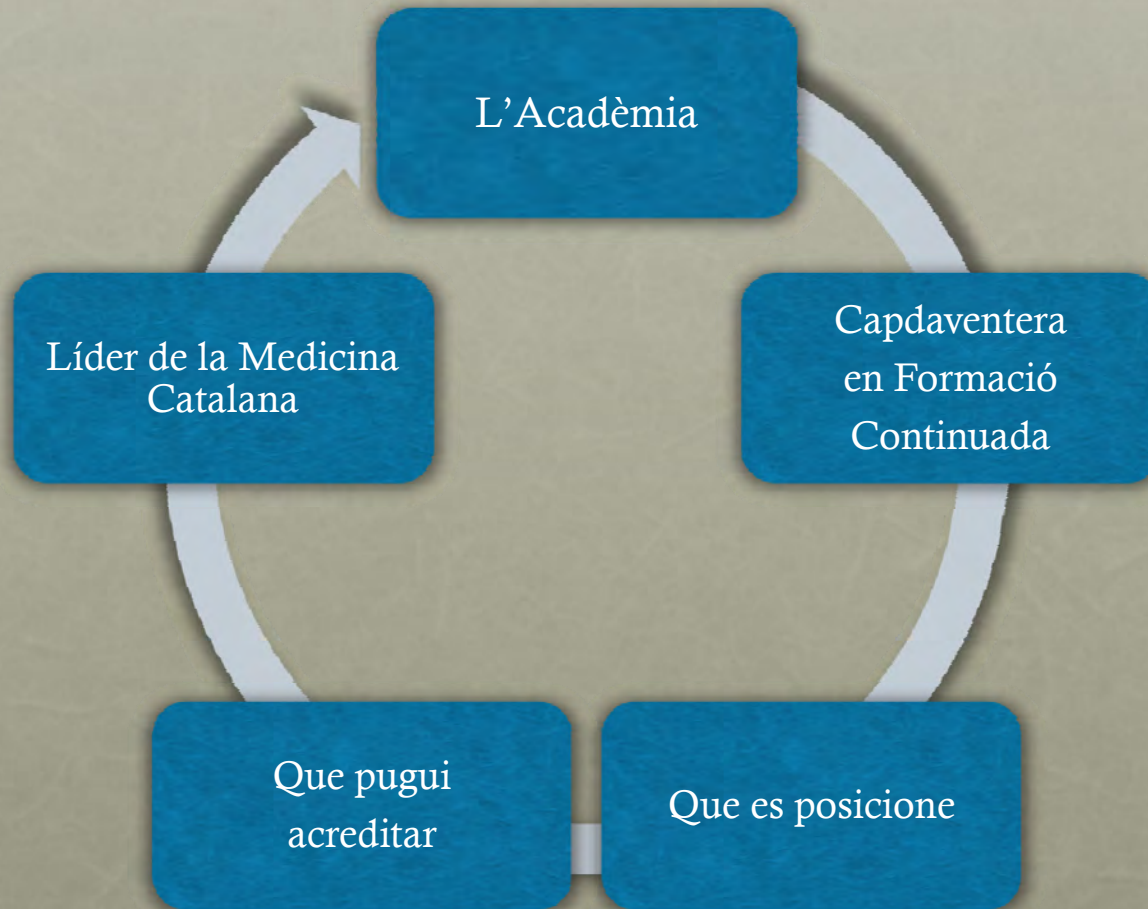 L’Acadèmia
Capdaventera
en Formació
Continuada
Que es posicione
Que pugui
acreditar
Líder de la Medicina
Catalana